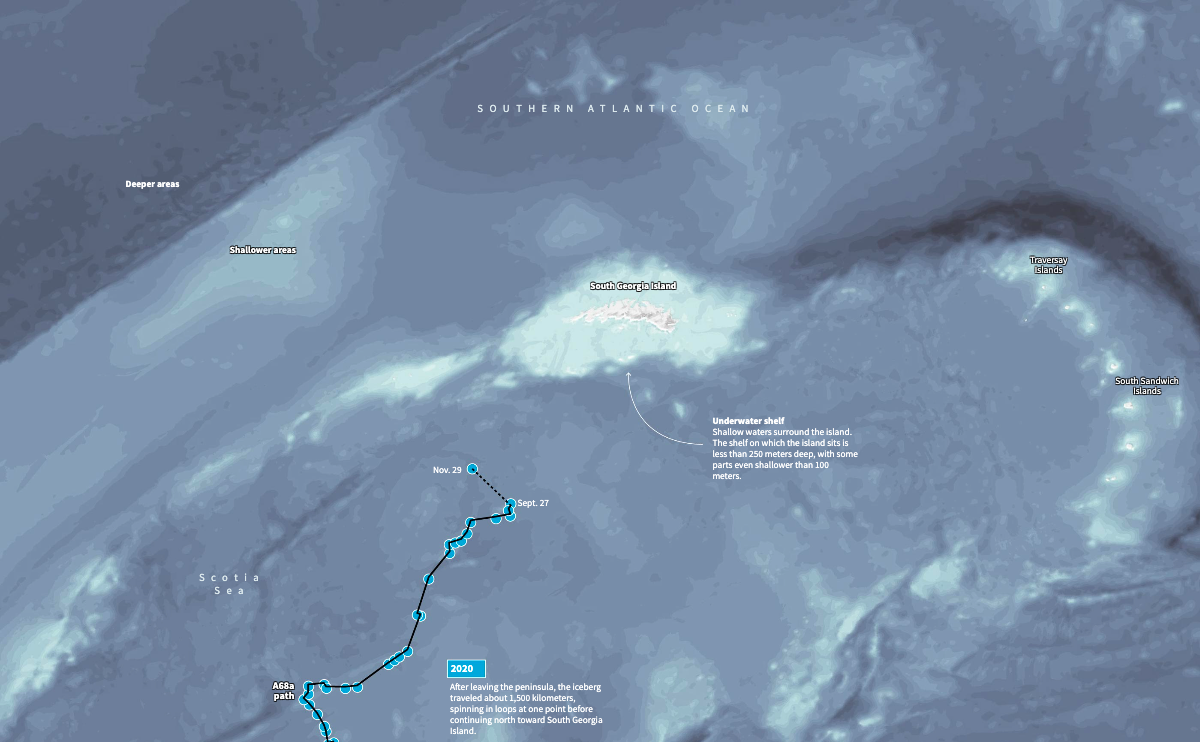 SOUTHERN ATLANTIC OCEAN
Deeper areas
Shallower areas
Traversay
Islands
South Georgia Island
South Sandwich
Islands
Underwater shelf
Shallow waters surround the island.
The shelf on which the island sits is
less than 250 meters deep, with some
parts even shallower than 100
meters.
Nov. 29
Sept. 27
Scotia
Sea
2020
A68a
path
After leaving the peninsula, the iceberg
traveled about 1,500 kilometers,
spinning in loops at one point before
continuing north toward South Georgia
Island.